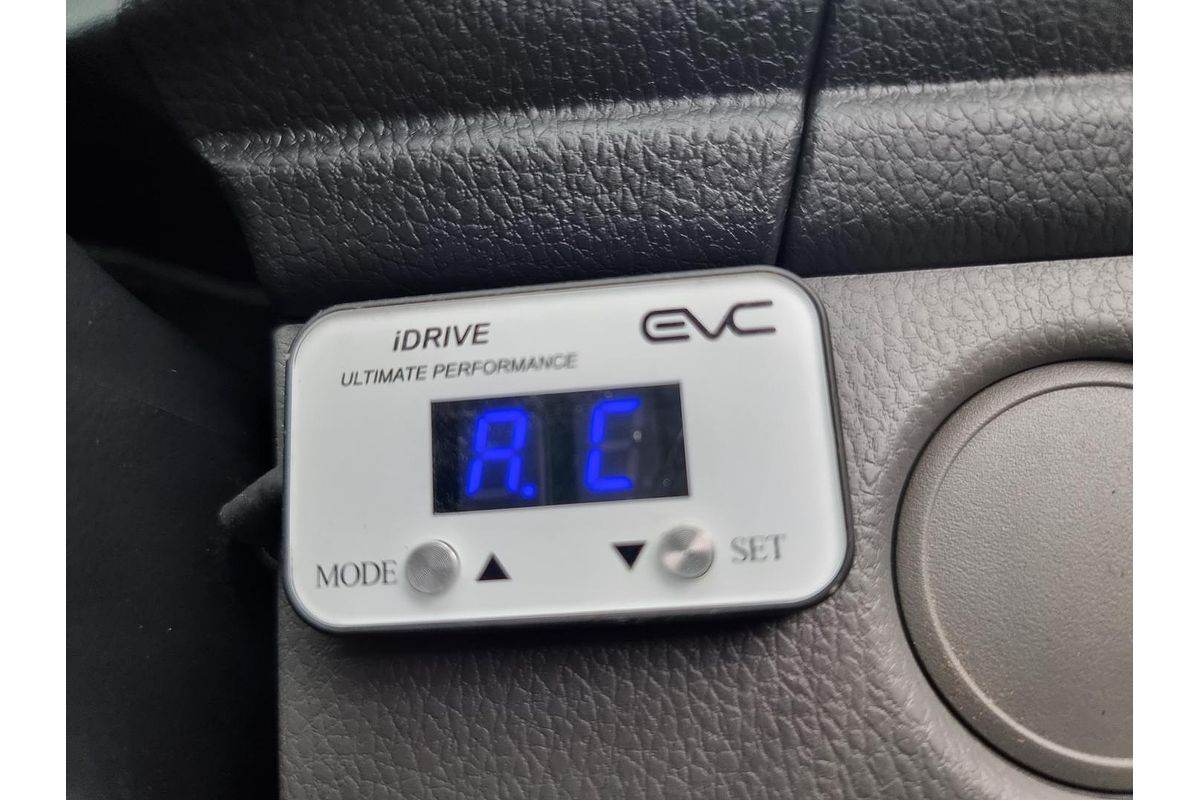 iDRIVE
EVC
ULTIMATE PERFORMANCE
A.C
MODE ▲ ▼ SET